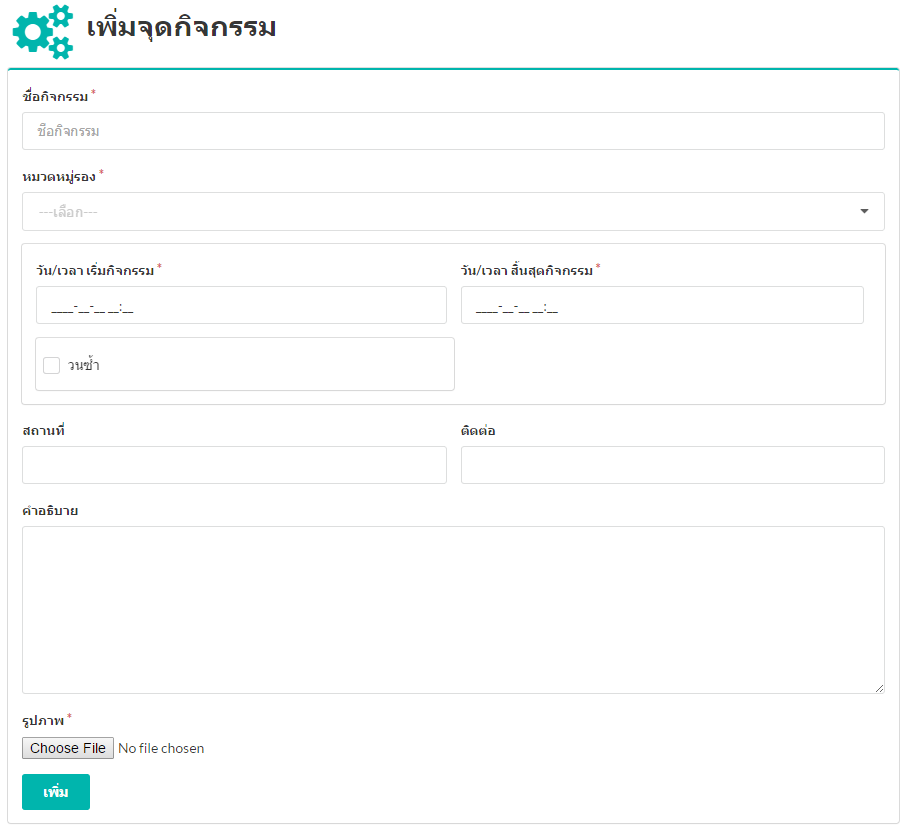 เพิ่มจุดกิจกรรม
ชื่อกิจกรรม *
ชือกิจกรรม
หมวดหมู่รอง *
---เลือก---
วัน/เวลา เริ่มกิจกรรม * วัน/เวลา สิ้นสุดกิจกรรม *
____-__-__ __:__ ____-__-__ __:__
วนซ้ำ
สถานที่ ติดต่อ
คำอธิบาย
รูปภาพ *
Choose File No file chosen
เพิ่ม